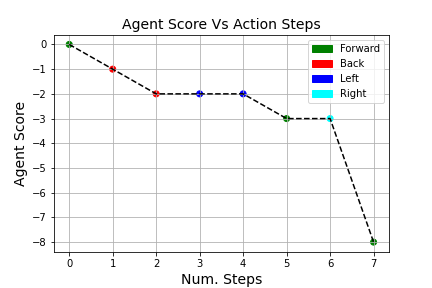 Agent Score Vs Action Steps
0
−1
−2
−3
−4
−5
−6
−7
−8
Agent Score
Forward
Back
Left
Right
0 1 2 3 4 5 6 7
Num. Steps